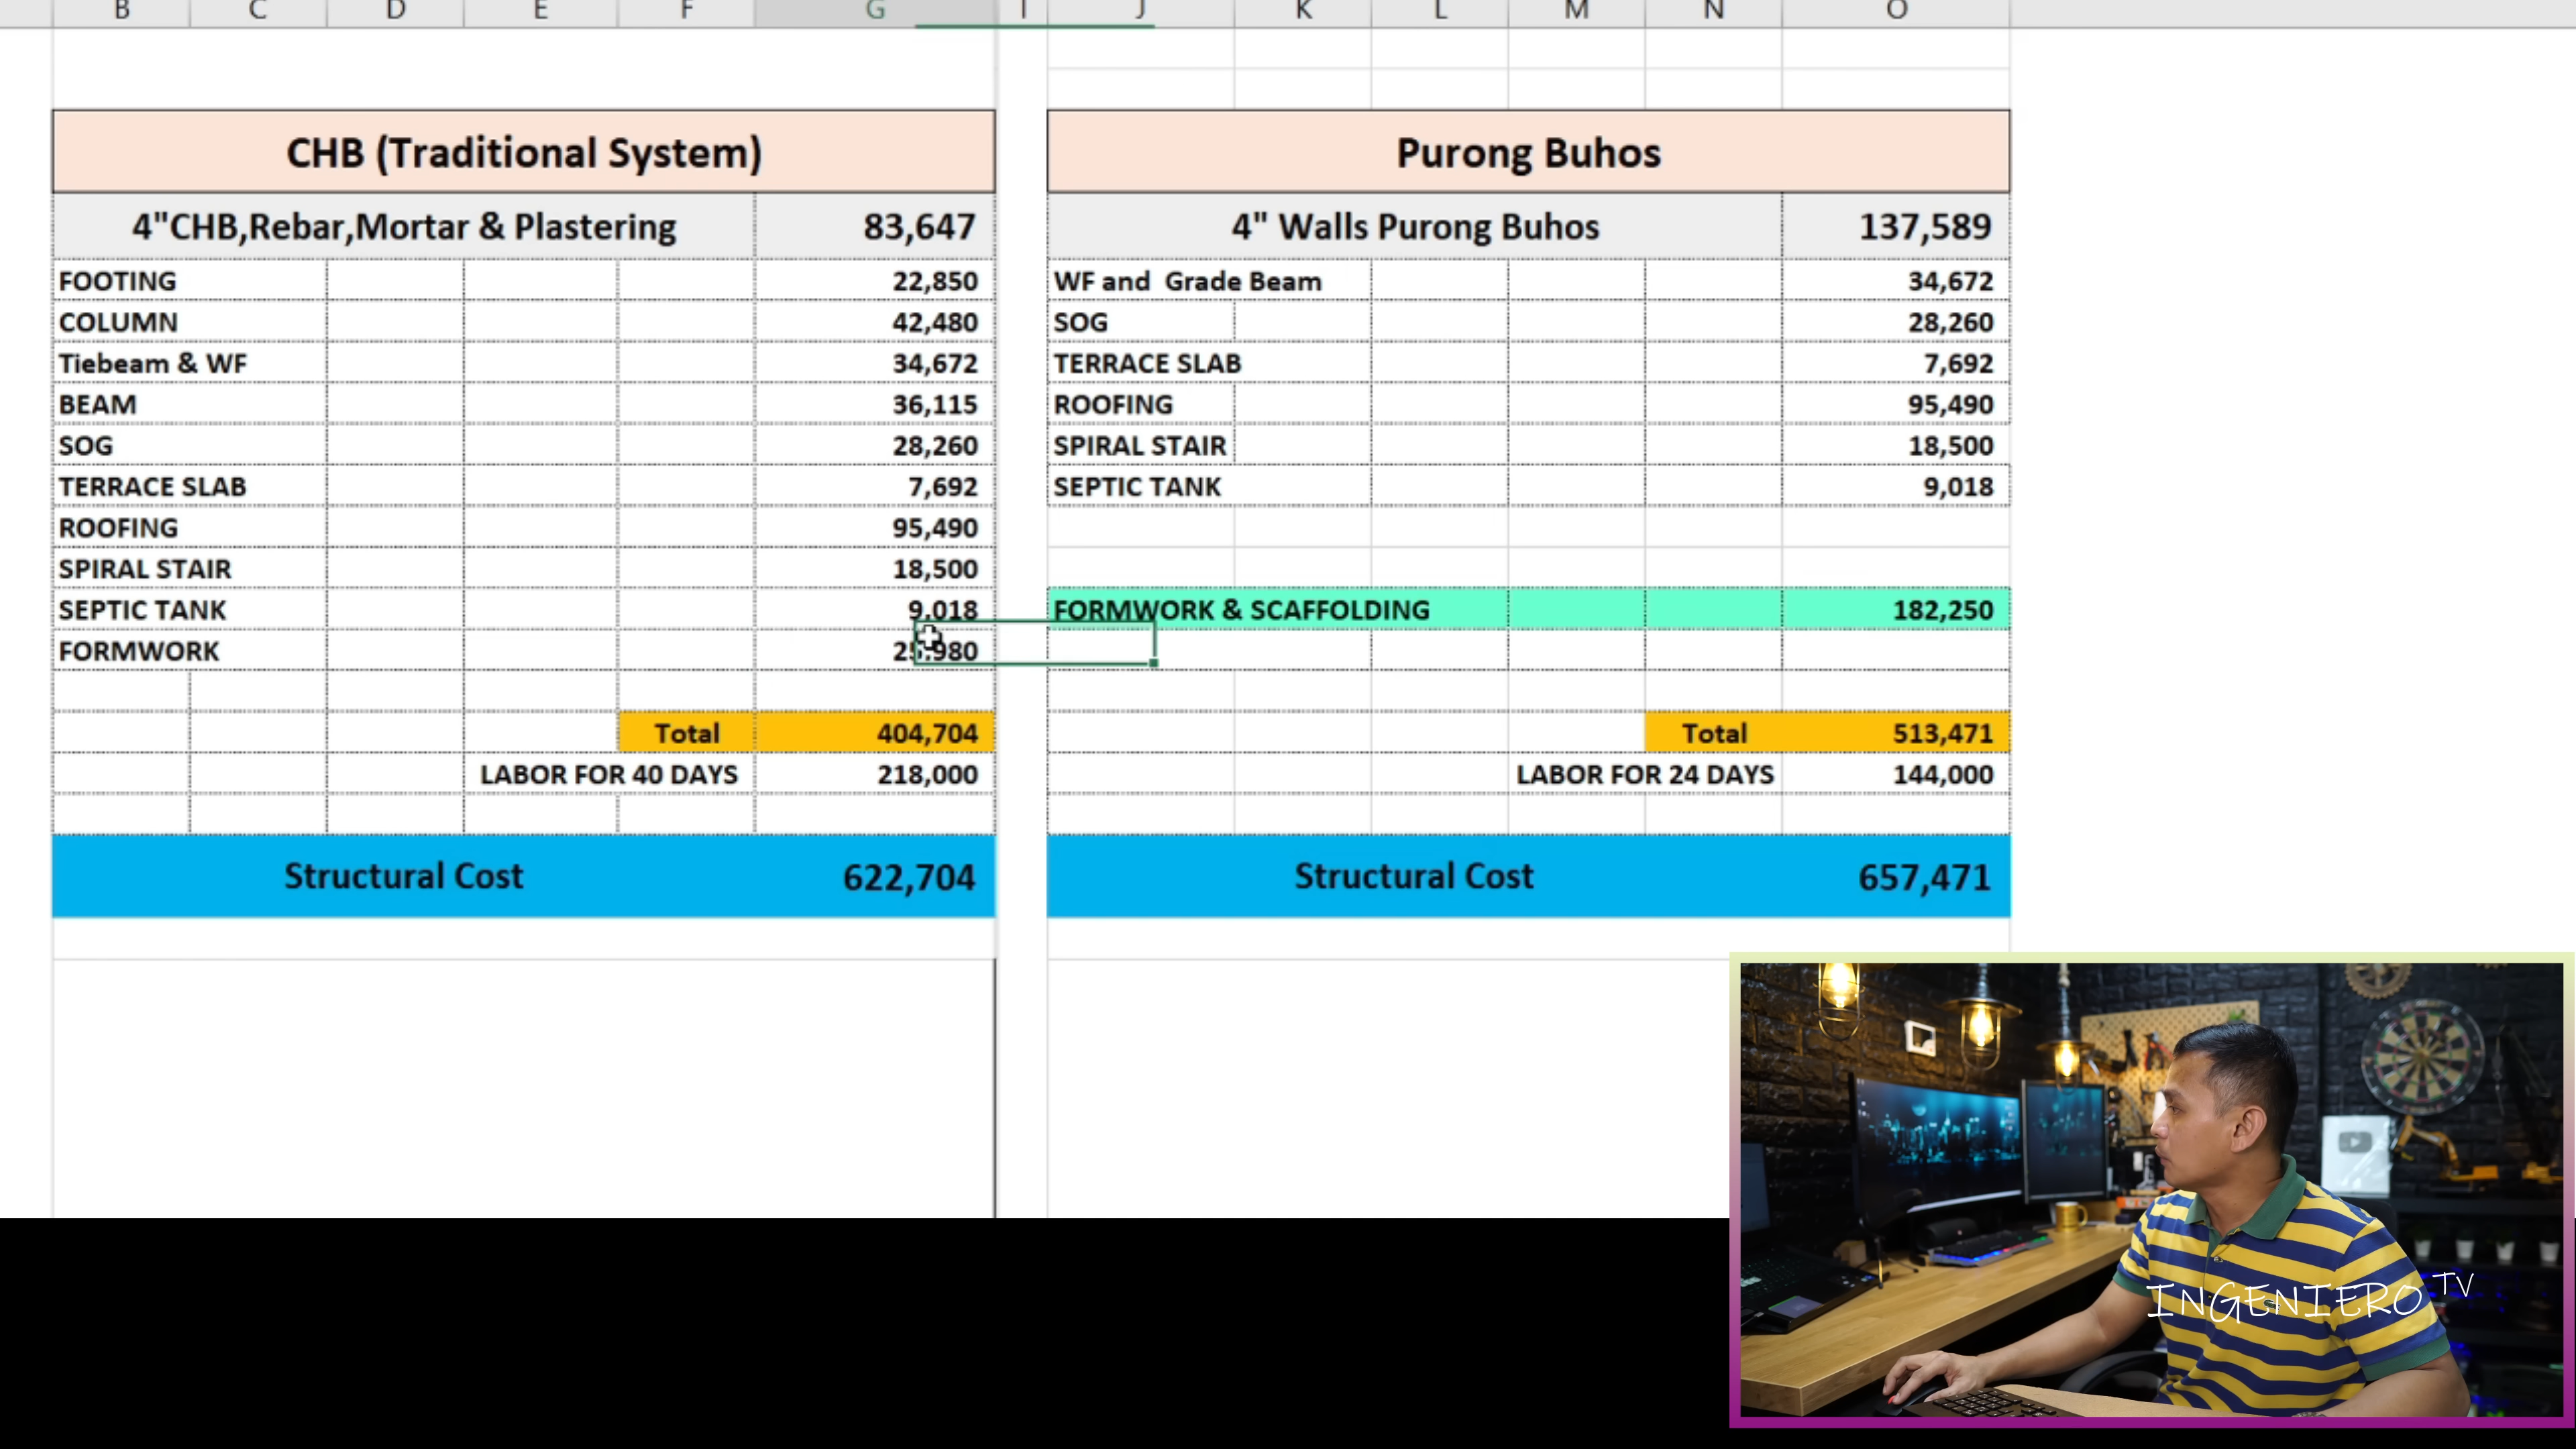 B C D E F G I J K L M N O
CHB (Traditional System)
4"CHB,Rebar,Mortar & Plastering 83,647
FOOTING 22,850
COLUMN 42,480
Tiebeam & WF 34,672
BEAM 36,115
SOG 28,260
TERRACE SLAB 7,692
ROOFING 95,490
SPIRAL STAIR 18,500
SEPTIC TANK 9,018
FORMWORK
Total 404,704
LABOR FOR 40 DAYS 218,000
Structural Cost 622,704
Purong Buhos
4" Walls Purong Buhos 137,589
WF and Grade Beam 34,672
SOG 28,260
TERRACE SLAB 7,692
ROOFING 95,490
SPIRAL STAIR 18,500
SEPTIC TANK 9,018
FORMWORK & SCAFFOLDING 182,250
Total 513,471
LABOR FOR 24 DAYS 144,000
Structural Cost 657,471
INGENIERO TV